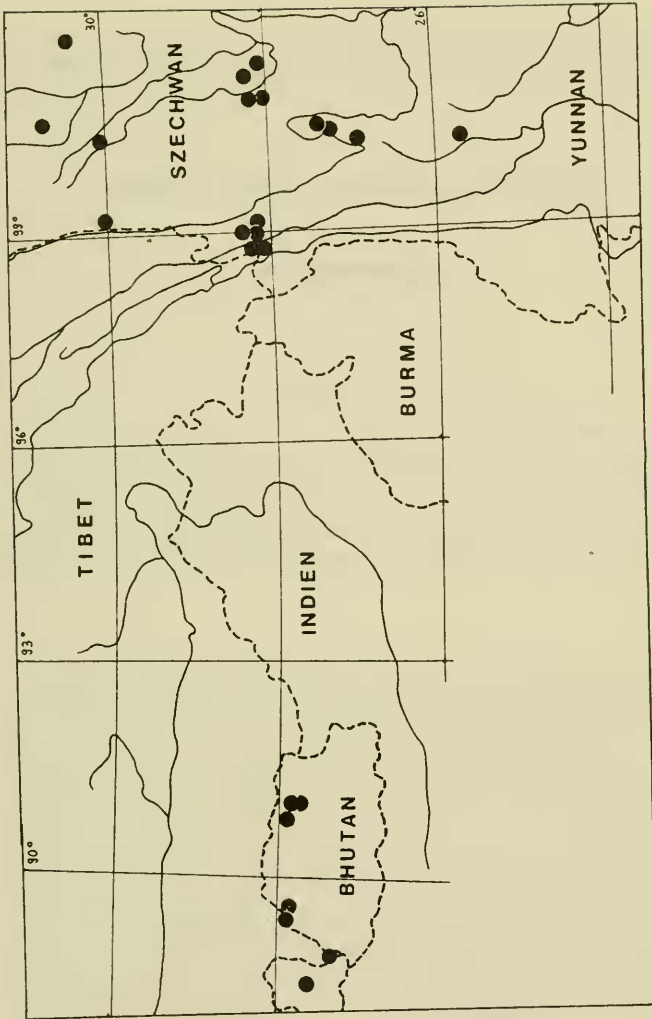 90°
93°
96°
99°
30°
26°
TIBET
SZECHWAN
INDIEN
BHUTAN
BURMA
YUNNAN